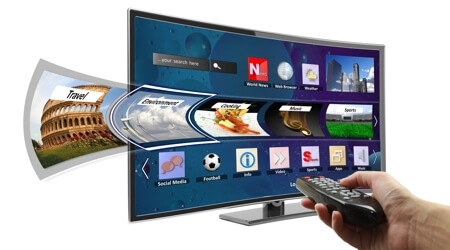 ...your search here
N
World News
Web Browser
Weather
Travel
Environment
Cooking
Music
Sports
Social Media
Football
i
Info
Video
S
Sports
Apps